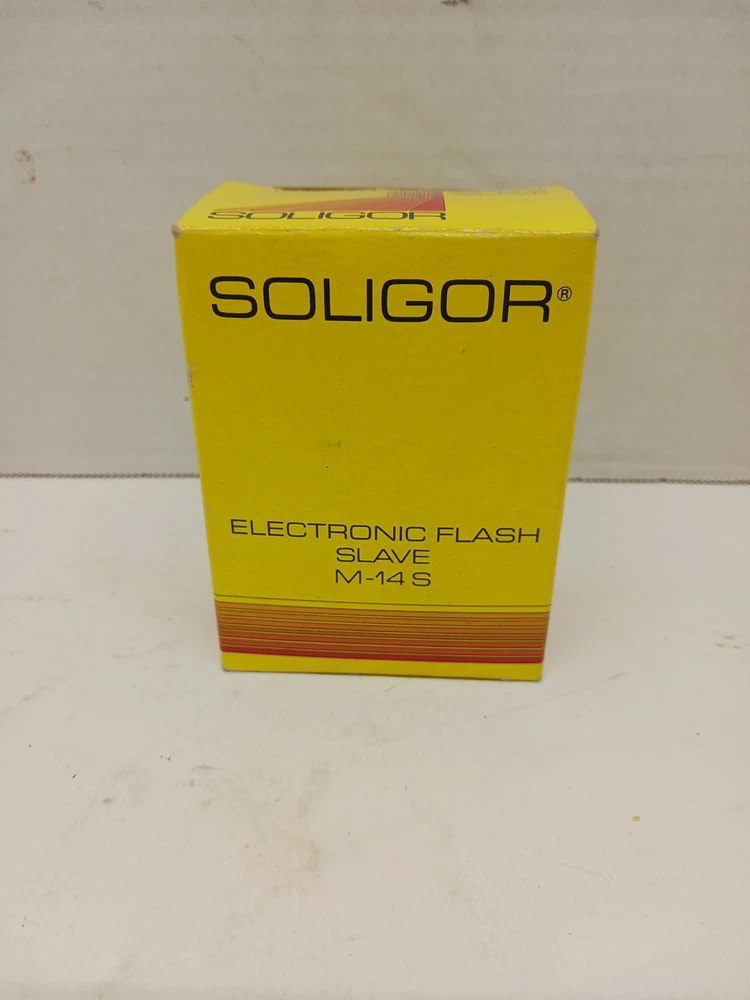 SOLIGOR
SOLIGOR®
ELECTRONIC FLASH
SLAVE
M-14 S